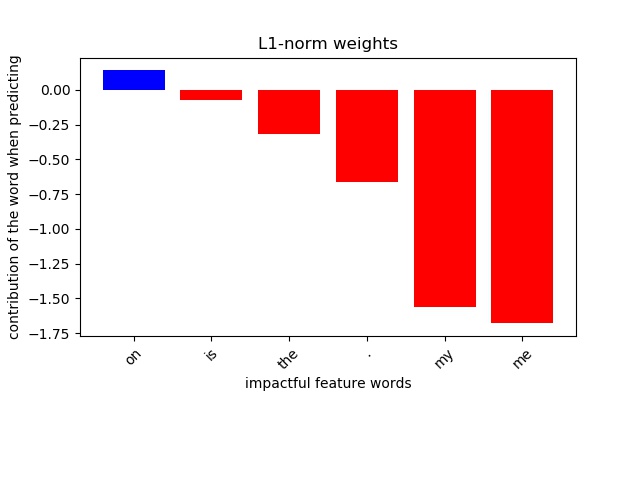 L1-norm weights
contribution of the word when predicting
0.00
−0.25
−0.50
−0.75
−1.00
−1.25
−1.50
−1.75
on
is
the
.
my
me
impactful feature words